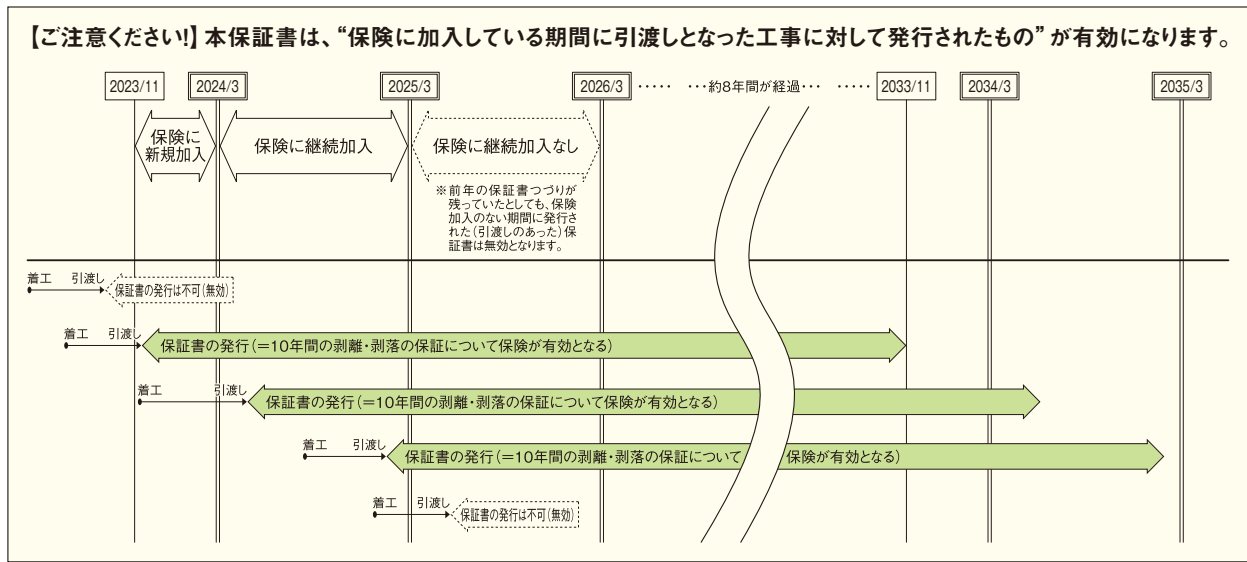 【ご注意ください!】本保証書は、“保険に加入している期間に引渡しとなった工事に対して発行されたもの”が有効になります。
2023/11
2024/3
2025/3
2026/3
・・・・・ ・・・約8年間が経過・・・ ・・・・・
2033/11
2034/3
2035/3
保険に
新規加入
保険に継続加入
保険に継続加入なし
※前年の保証書つづりが
残っていたとしても、保険
加入のない期間に発行さ
れた(引渡しのあった)保
証書は無効となります。
着工 引渡し
保証書の発行は不可(無効)
着工 引渡し
保証書の発行(=10年間の剥離・剥落の保証について保険が有効となる)
着工 引渡し
保証書の発行(=10年間の剥離・剥落の保証について保険が有効となる)
着工 引渡し
保証書の発行(=10年間の剥離・剥落の保証について 保険が有効となる)
着工 引渡し
保証書の発行は不可(無効)